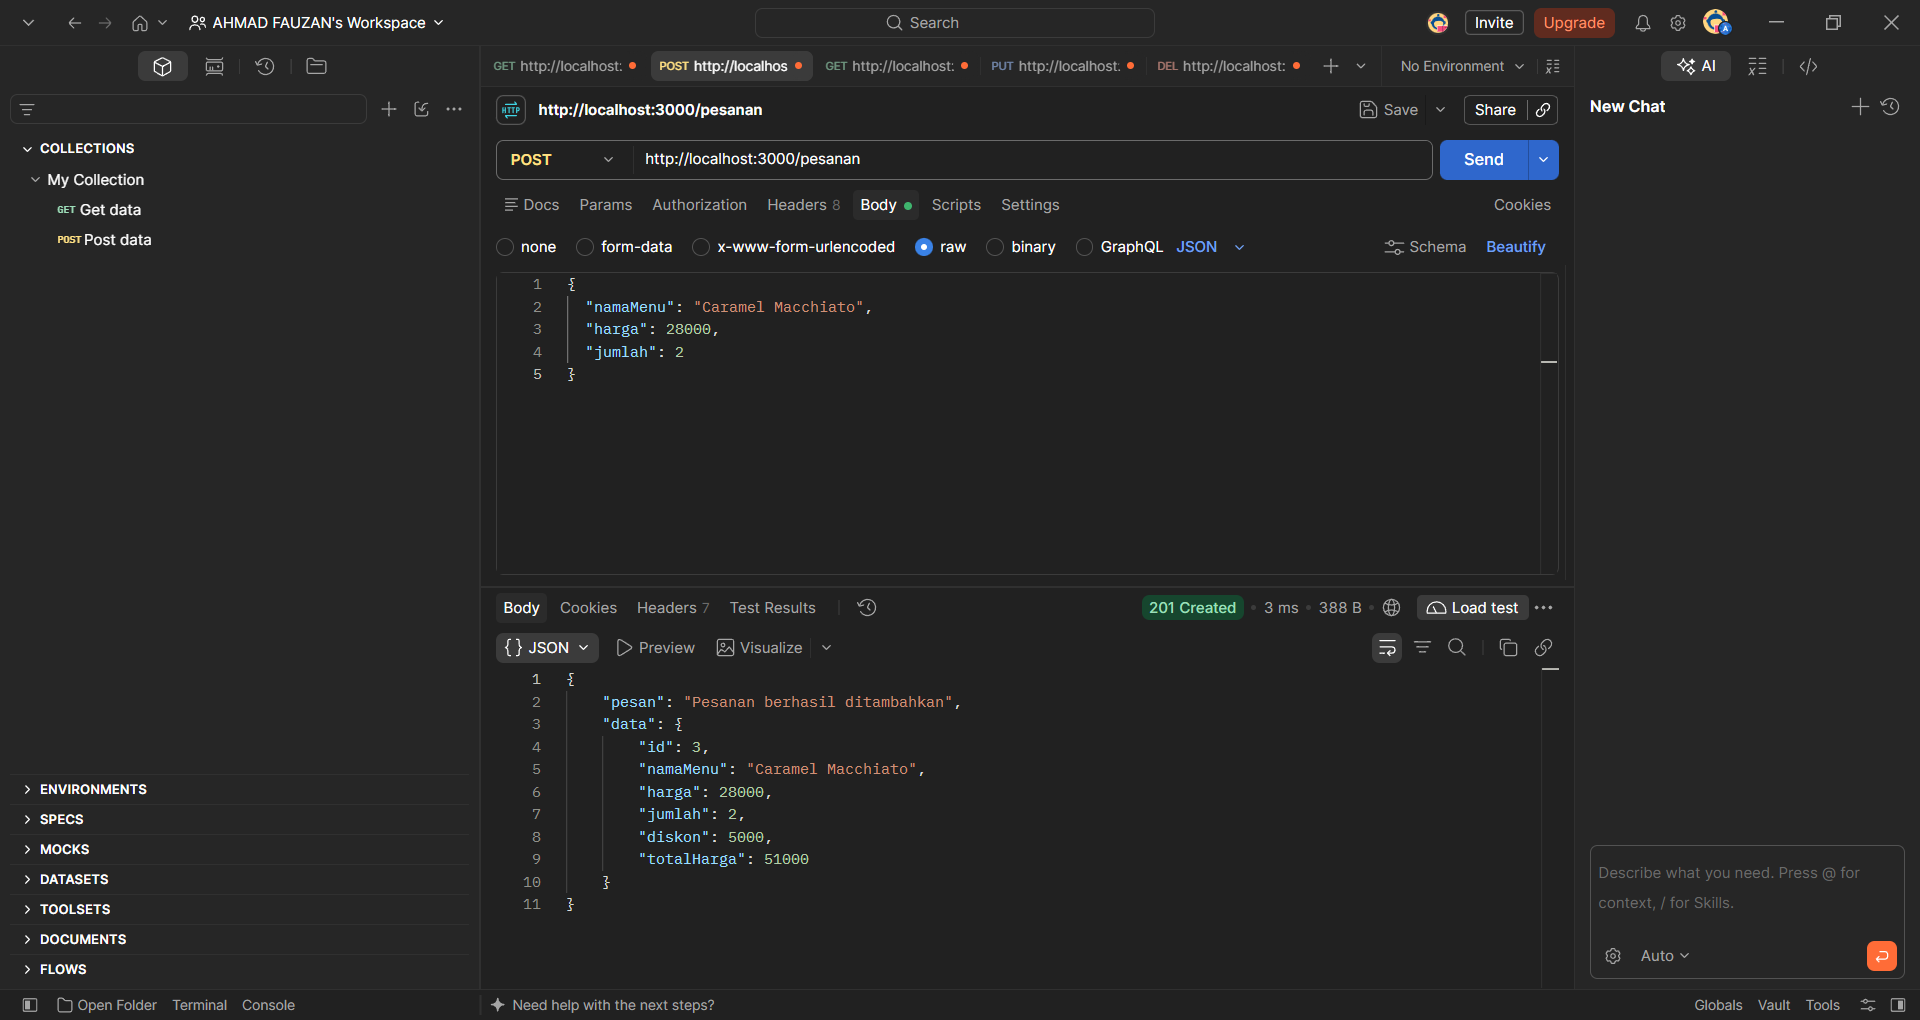 AHMAD FAUZAN's Workspace
Search
Invite
Upgrade
GET http://localhost:
POST http://localhos
GET http://localhost:
PUT http://localhost.
DEL http://localhost:
No Environment
AI
HTTP
http://localhost:3000/pesanan
Save
Share
New Chat
COLLECTIONS
My Collection
GET Get data
POST Post data
POST
http://localhost:3000/pesanan
Send
Docs
Params
Authorization
Headers 8
Body
Scripts
Settings
Cookies
none
form-data
x-www-form-urlencoded
raw
binary
GraphQL
JSON
Schema
Beautify
1 {
2 "namaMenu": "Caramel Macchiato",
3 "harga": 28000,
4 "jumlah": 2
5 }
Body
Cookies
Headers 7
Test Results
201 Created
3 ms
388 B
Load test
{} JSON
Preview
Visualize
1 {
2 "pesan": "Pesanan berhasil ditambahkan",
3 "data": {
4 "id": 3,
5 "namaMenu": "Caramel Macchiato",
6 "harga": 28000,
7 "jumlah": 2,
8 "diskon": 5000,
9 "totalHarga": 51000
10 }
11 }
ENVIRONMENTS
SPECS
MOCKS
DATASETS
TOOLSETS
DOCUMENTS
FLOWS
Describe what you need. Press @ for
context, / for Skills.
Auto
Open Folder
Terminal
Console
Need help with the next steps?
Globals
Vault
Tools